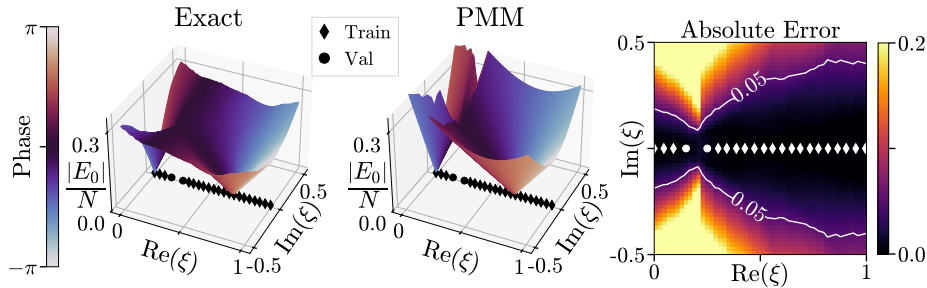 Exact
PMM
Absolute Error
Train
Val
π
Phase
−π
0.3
|E₀|
N
0.0
0
Re(ξ)
1
-0.5
Im(ξ)
0.5
0.3
|E₀|
N
0.0
0
Re(ξ)
1
-0.5
Im(ξ)
0.5
0.5
Im(ξ)
-0.5
0
Re(ξ)
1
0.05
0.05
0.2
0.0